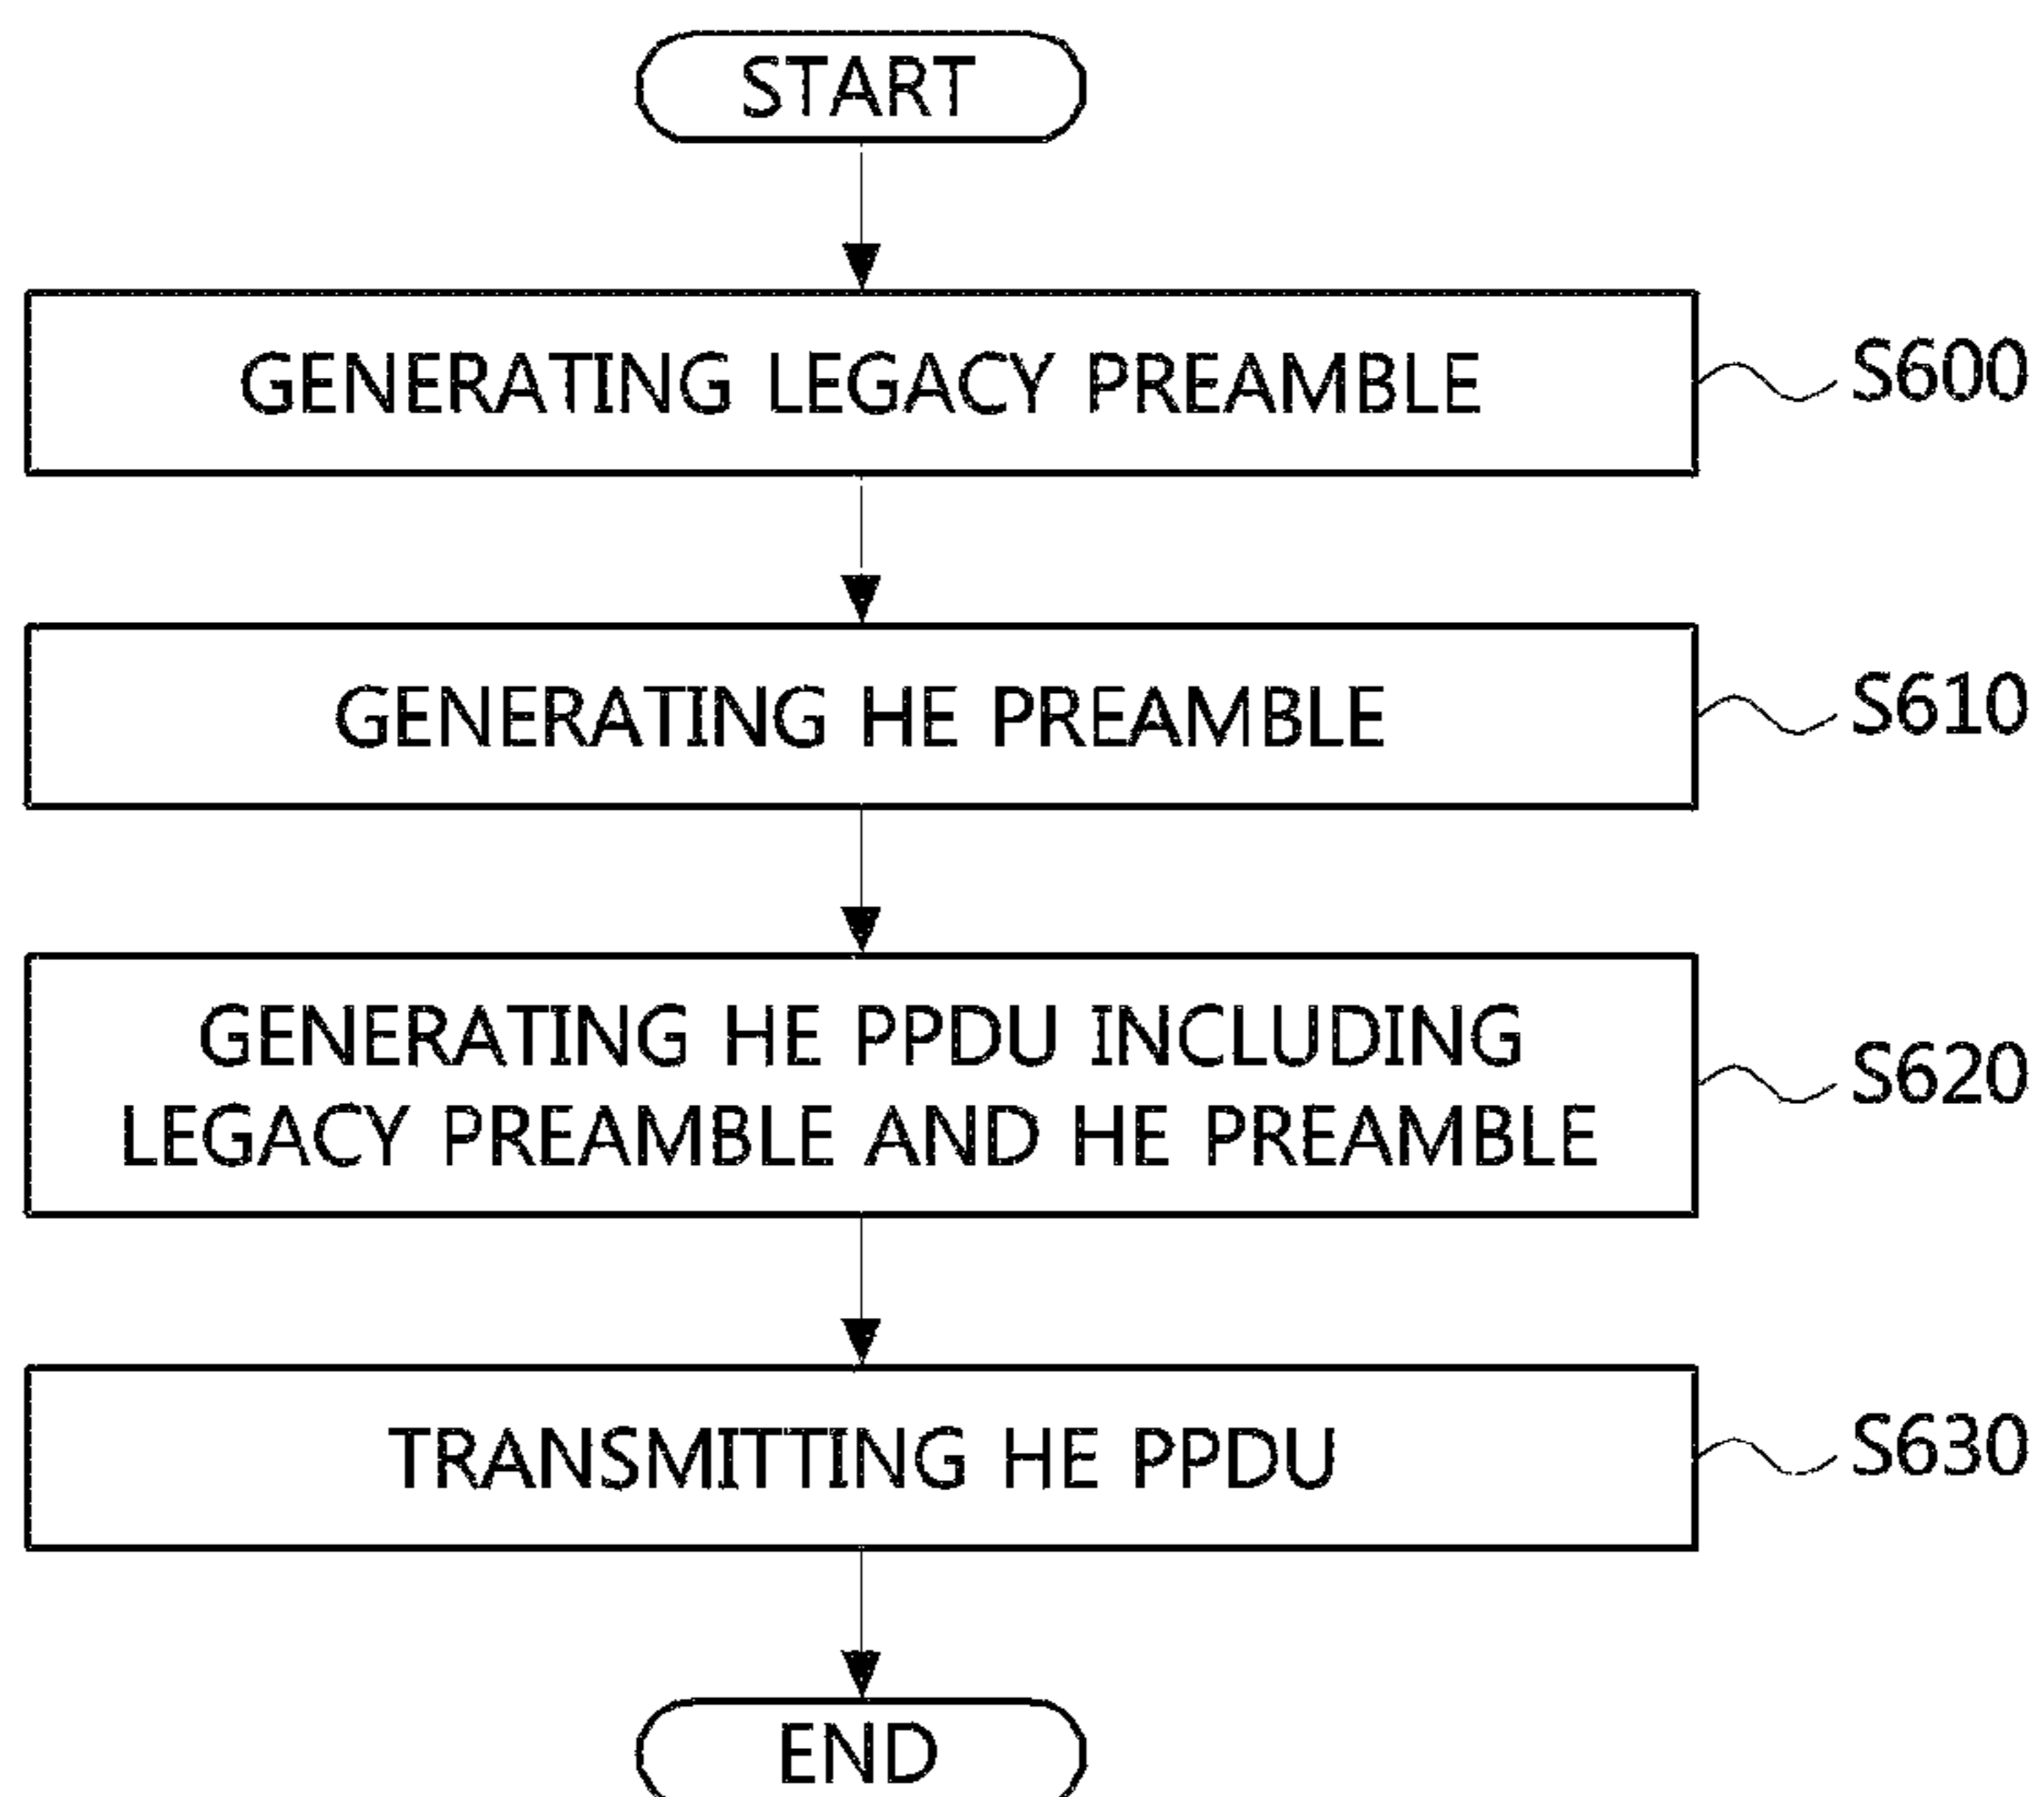 START
GENERATING LEGACY PREAMBLE
S600
GENERATING HE PREAMBLE
S610
GENERATING HE PPDU INCLUDING
LEGACY PREAMBLE AND HE PREAMBLE
S620
TRANSMITTING HE PPDU
S630
END